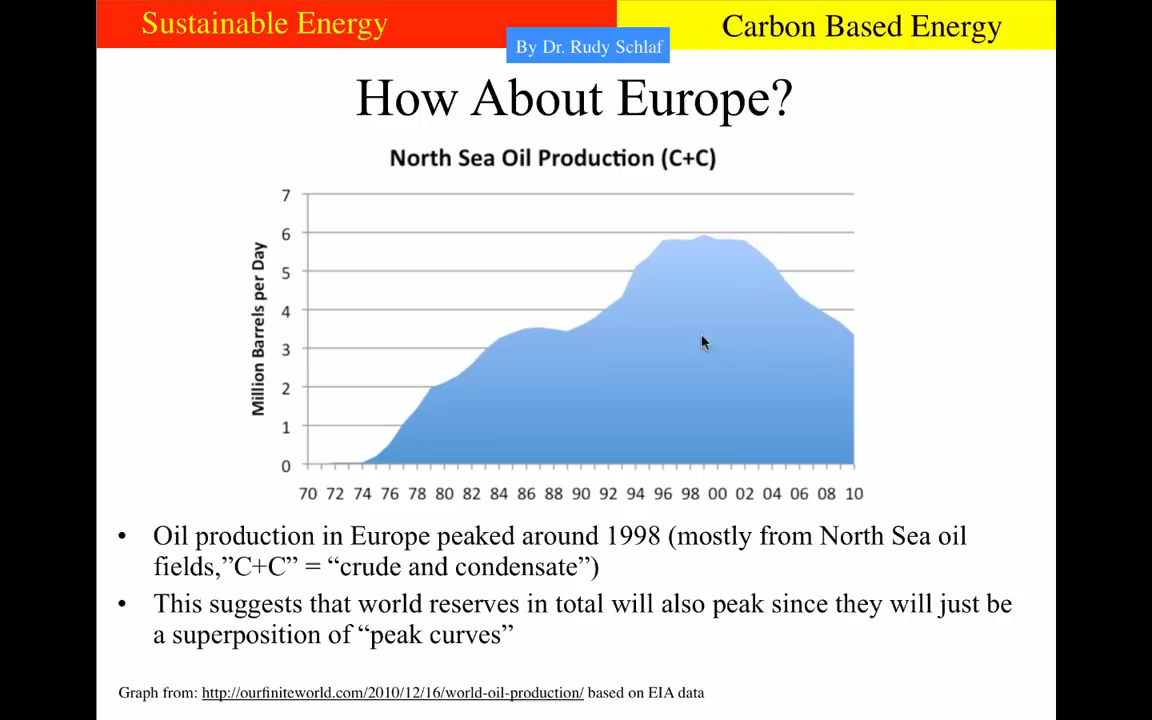 Sustainable Energy
Carbon Based Energy
By Dr. Rudy Schlaf
How About Europe?
North Sea Oil Production (C+C)
Million Barrels per Day
7
6
5
4
3
2
1
0
70 72 74 76 78 80 82 84 86 88 90 92 94 96 98 00 02 04 06 08 10
• Oil production in Europe peaked around 1998 (mostly from North Sea oil
fields,”C+C” = “crude and condensate”)
• This suggests that world reserves in total will also peak since they will just be
a superposition of “peak curves”
Graph from: http://ourfiniteworld.com/2010/12/16/world-oil-production/ based on EIA data